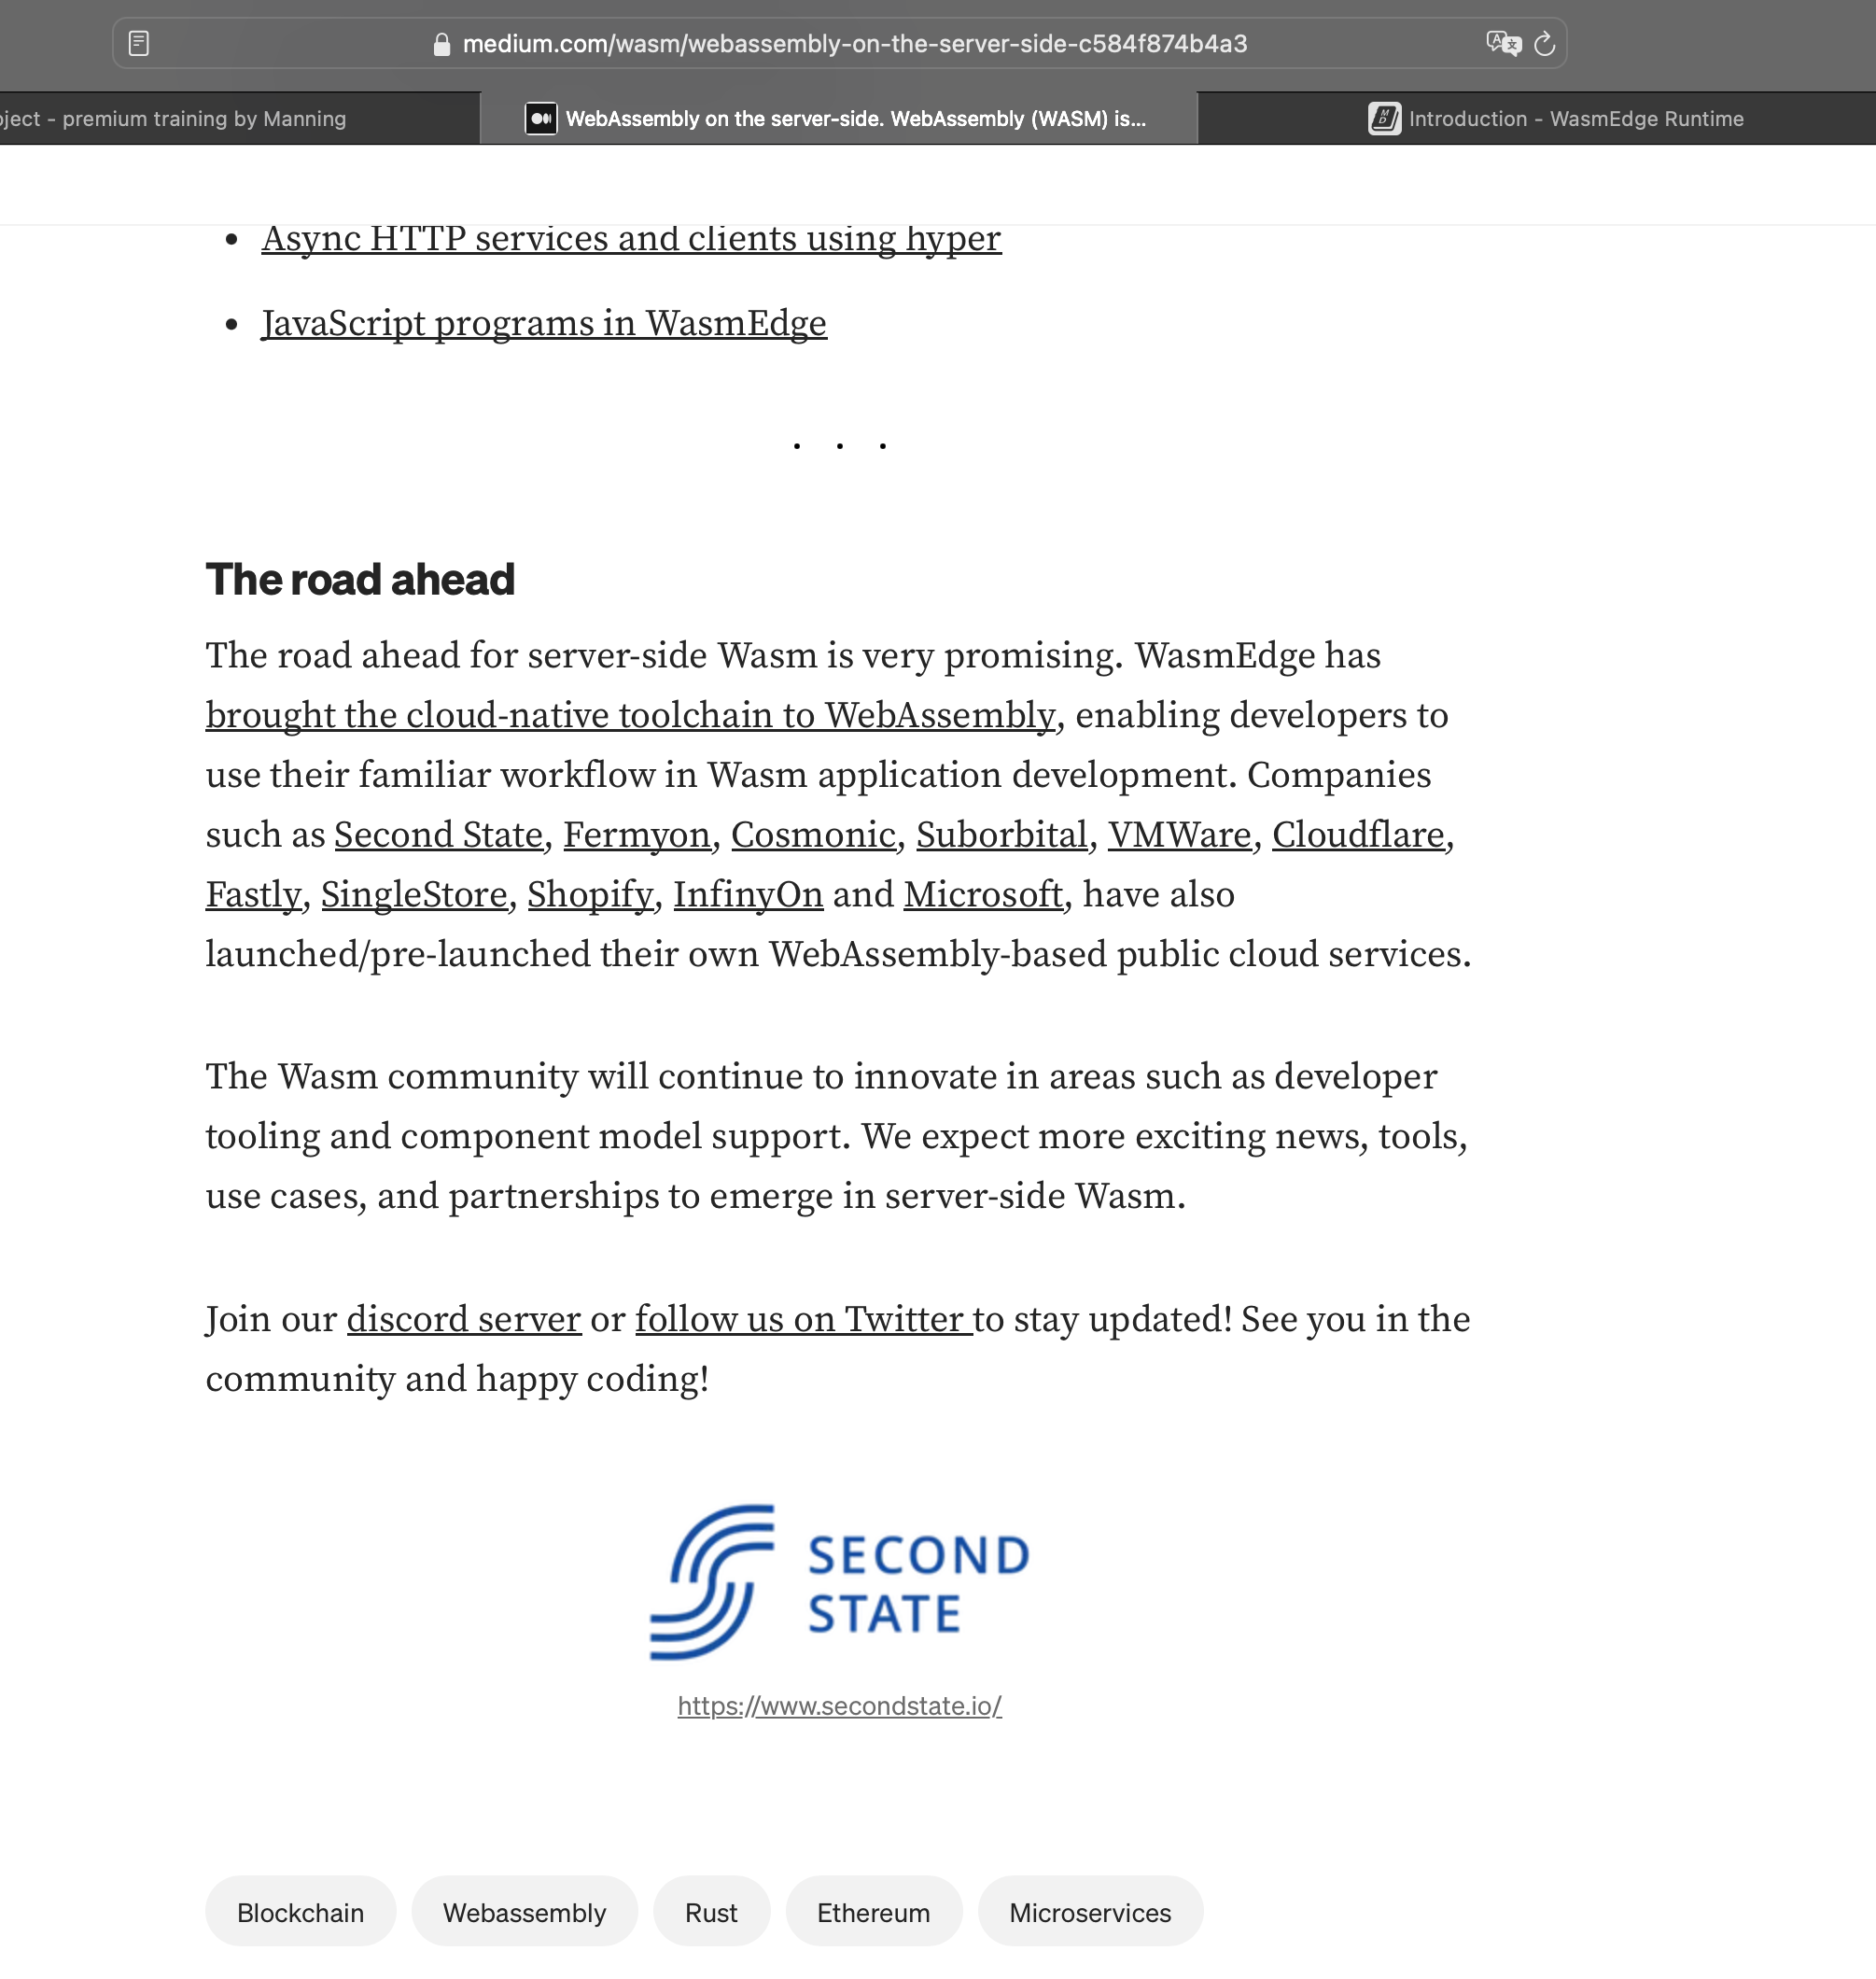 medium.com/wasm/webassembly-on-the-server-side-c584f874b4a3
ject - premium training by Manning
WebAssembly on the server-side. WebAssembly (WASM) is...
Introduction - WasmEdge Runtime
Async HTTP services and clients using hyper
JavaScript programs in WasmEdge
. . .
The road ahead
The road ahead for server-side Wasm is very promising. WasmEdge has
brought the cloud-native toolchain to WebAssembly, enabling developers to
use their familiar workflow in Wasm application development. Companies
such as Second State, Fermyon, Cosmonic, Suborbital, VMWare, Cloudflare,
Fastly, SingleStore, Shopify, InfinyOn and Microsoft, have also
launched/pre-launched their own WebAssembly-based public cloud services.
The Wasm community will continue to innovate in areas such as developer
tooling and component model support. We expect more exciting news, tools,
use cases, and partnerships to emerge in server-side Wasm.
Join our discord server or follow us on Twitter to stay updated! See you in the
community and happy coding!
SECOND
STATE
https://www.secondstate.io/
Blockchain Webassembly Rust Ethereum Microservices